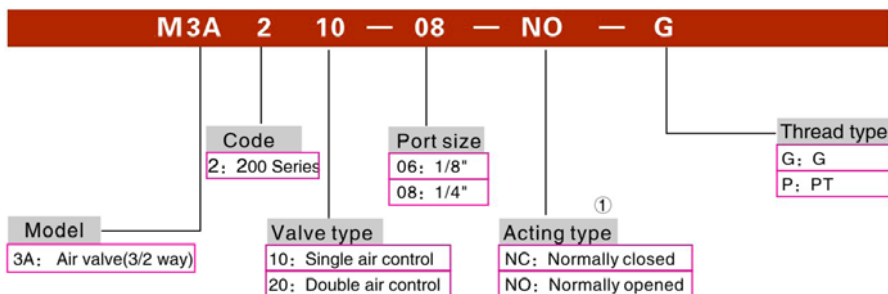 M3A 2 10 — 08 — NO — G
Code
2: 200 Series
Port size
06: 1/8"
08: 1/4"
Thread type
G: G
P: PT
Model
3A: Air valve(3/2 way)
Valve type
10: Single air control
20: Double air control
①
Acting type
NC: Normally closed
NO: Normally opened